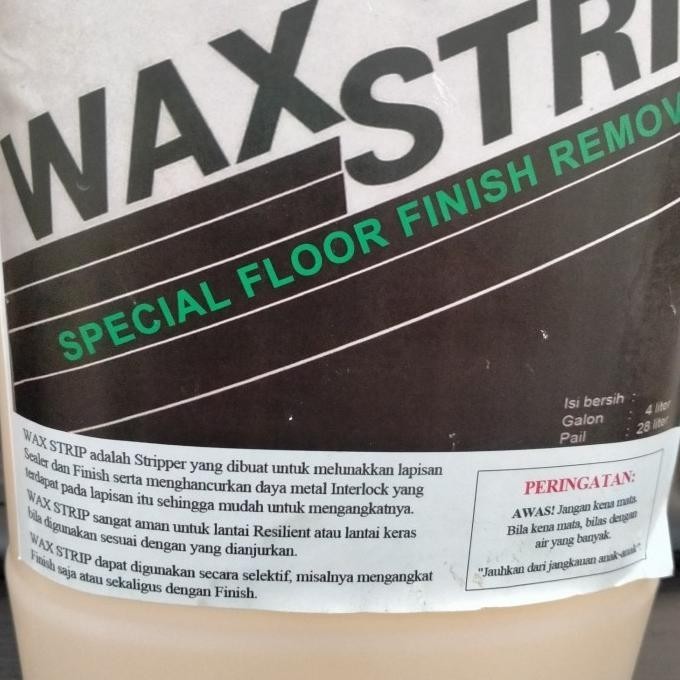 WAX STRI
SPECIAL FLOOR FINISH REMOV
Isi bersih :
Galon : 4 liter
Pail : 28 liter
WAX STRIP adalah Stripper yang dibuat untuk melunakkan lapisan
Sealer dan Finish serta menghancurkan daya metal Interlock yang
terdapat pada lapisan itu sehingga mudah untuk mengangkatnya.
WAX STRIP sangat aman untuk lantai Resilient atau lantai keras
bila digunakan sesuai dengan yang dianjurkan.
WAX STRIP dapat digunakan secara selektif, misalnya mengangkat
Finish saja atau sekaligus dengan Finish.
PERINGATAN:
AWAS! Jangan kena mata.
Bila kena mata, bilas dengan
air yang banyak.
"Jauhkan dari jangkauan anak-anak"